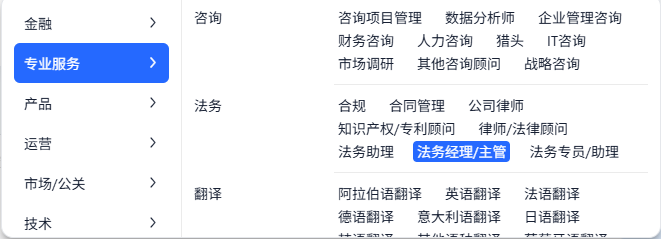 金融
专业服务
产品
运营
市场/公关
技术
咨询
咨询项目管理 数据分析师 企业管理咨询
财务咨询 人力咨询 猎头 IT咨询
市场调研 其他咨询顾问 战略咨询
法务
合规 合同管理 公司律师
知识产权/专利顾问 律师/法律顾问
法务助理 法务经理/主管 法务专员/助理
翻译
阿拉伯语翻译 英语翻译 法语翻译
德语翻译 意大利语翻译 日语翻译